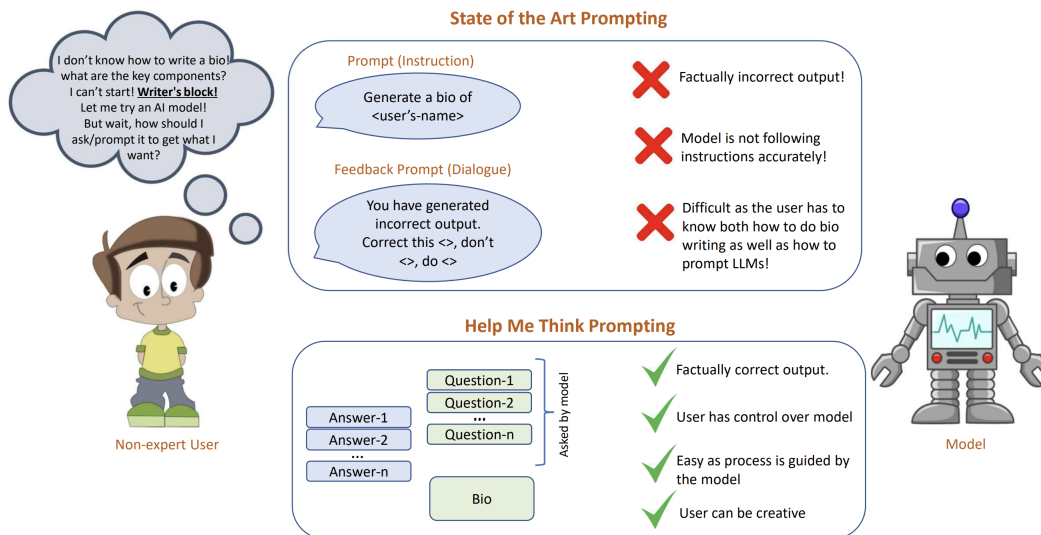 State of the Art Prompting
I don't know how to write a bio!
what are the key components?
I can't start! Writer's block!
Let me try an AI model!
But wait, how should I
ask/prompt it to get what I
want?
Non-expert User
Prompt (Instruction)
Generate a bio of
<user's-name>
Feedback Prompt (Dialogue)
You have generated
incorrect output.
Correct this <>, don't
<>, do <>
Factually incorrect output!
Model is not following
instructions accurately!
Difficult as the user has to
know both how to do bio
writing as well as how to
prompt LLMs!
Model
Help Me Think Prompting
Question-1
Question-2
...
Question-n
Asked by model
Answer-1
Answer-2
...
Answer-n
Bio
Factually correct output.
User has control over model
Easy as process is guided by
the model
User can be creative